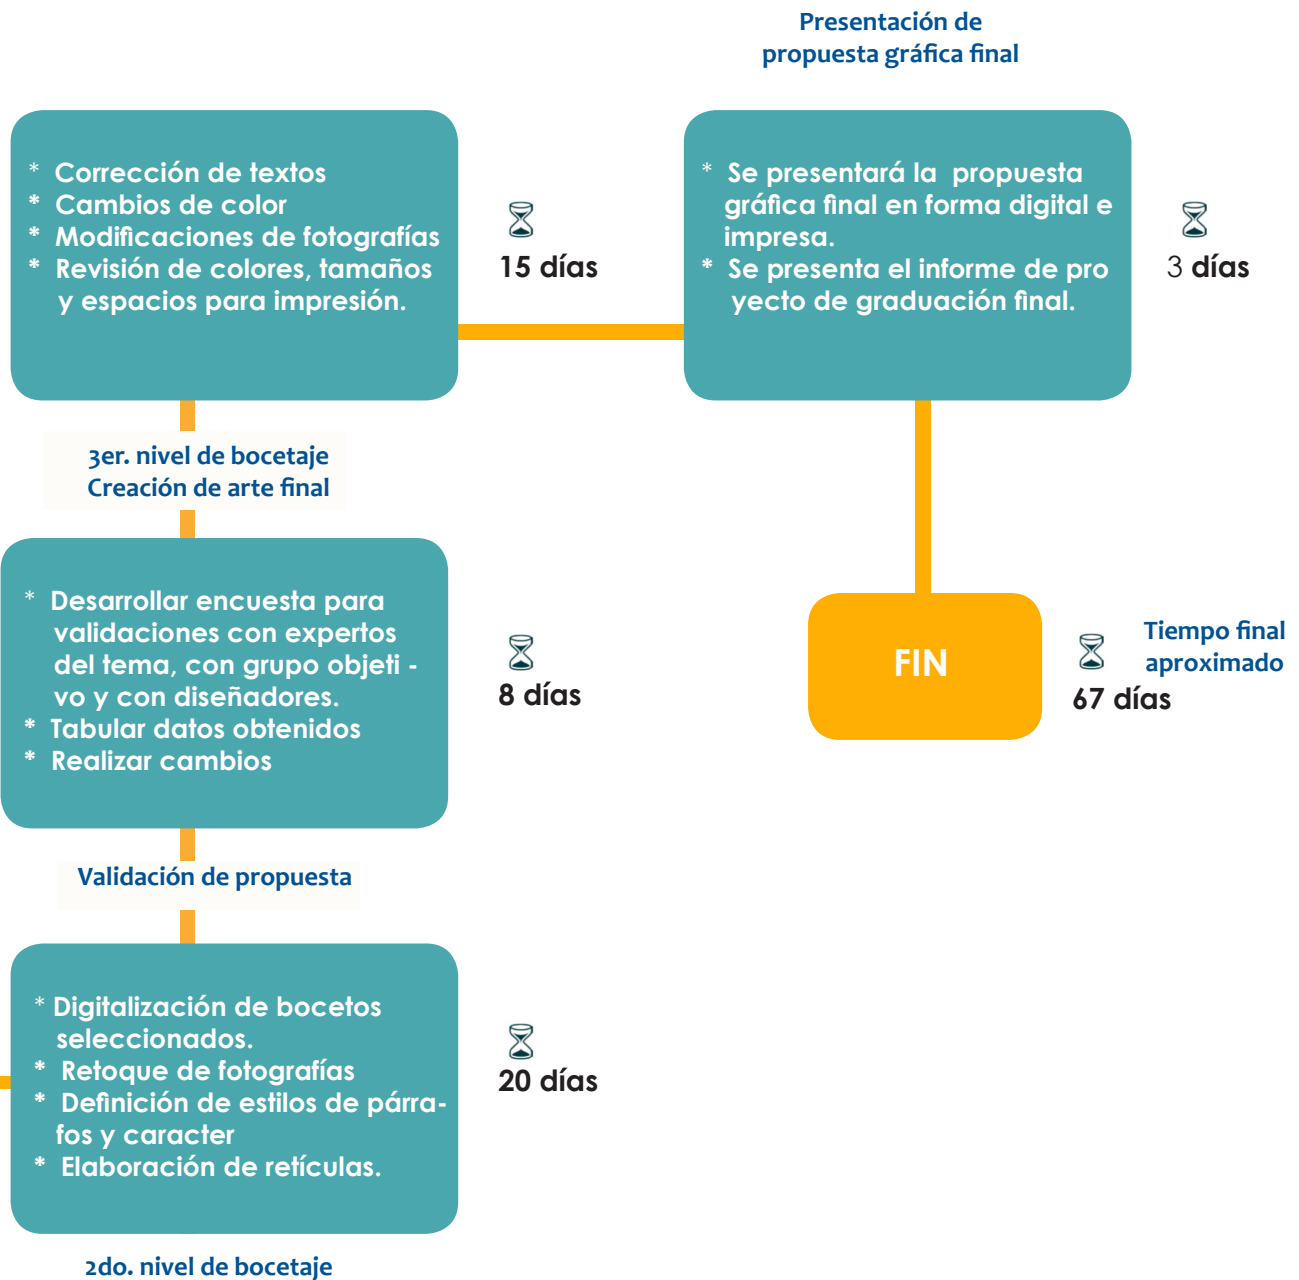 Presentación de
propuesta gráfica final
* Corrección de textos
* Cambios de color
* Modificaciones de fotografías
* Revisión de colores, tamaños
y espacios para impresión.
15 días
* Se presentará la propuesta
gráfica final en forma digital e
impresa.
* Se presenta el informe de pro
yecto de graduación final.
3 días
3er. nivel de bocetaje
Creación de arte final
* Desarrollar encuesta para
validaciones con expertos
del tema, con grupo objeti -
vo y con diseñadores.
* Tabular datos obtenidos
* Realizar cambios
8 días
FIN
Tiempo final
aproximado
67 días
Validación de propuesta
* Digitalización de bocetos
seleccionados.
* Retoque de fotografías
* Definición de estilos de párra-
fos y caracter
* Elaboración de retículas.
20 días
2do. nivel de bocetaje